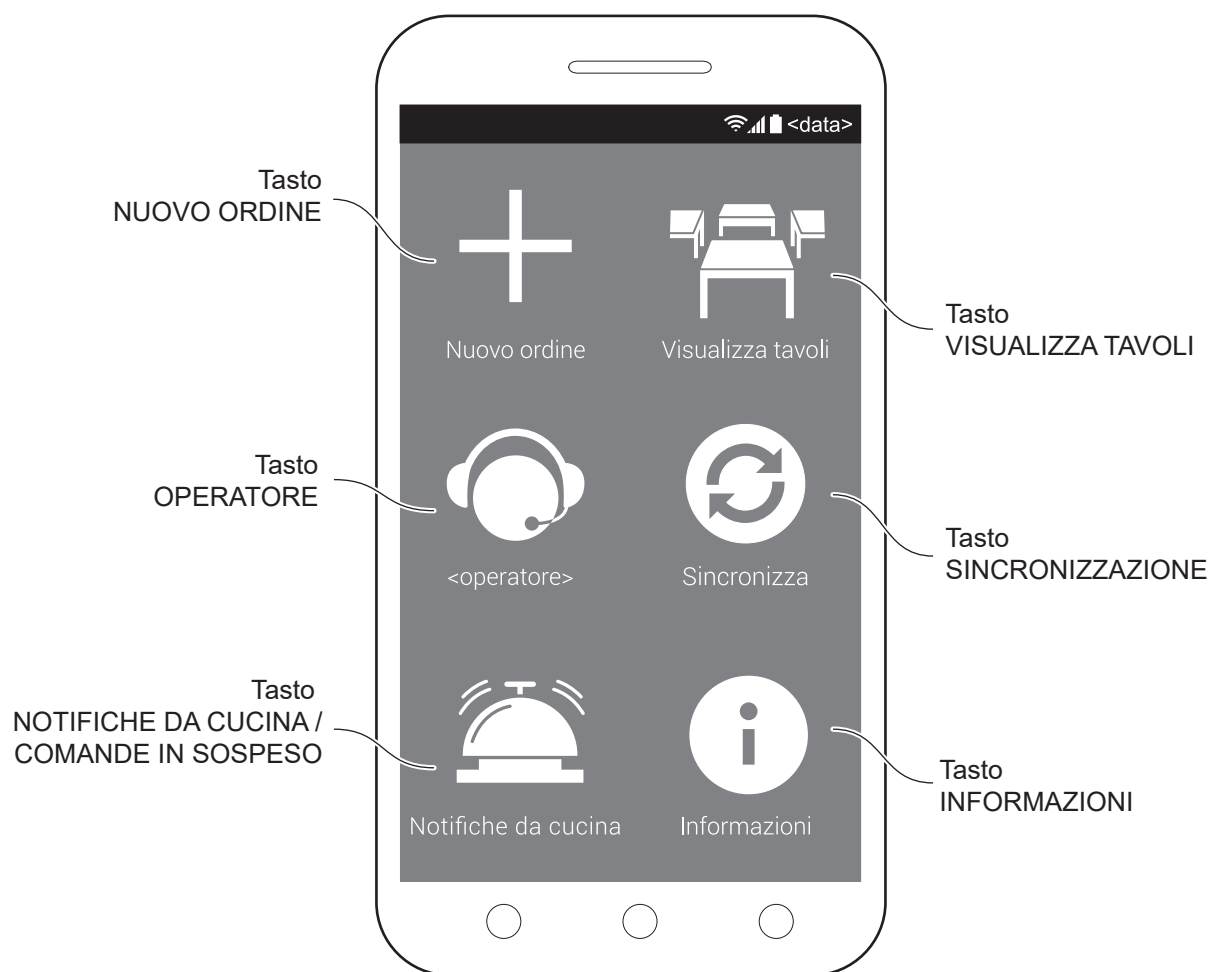 <data>
Tasto
NUOVO ORDINE
Nuovo ordine
Visualizza tavoli
Tasto
VISUALIZZA TAVOLI
Tasto
OPERATORE
<operatore>
Sincronizza
Tasto
SINCRONIZZAZIONE
Tasto
NOTIFICHE DA CUCINA /
COMANDE IN SOSPESO
Notifiche da cucina
Informazioni
Tasto
INFORMAZIONI